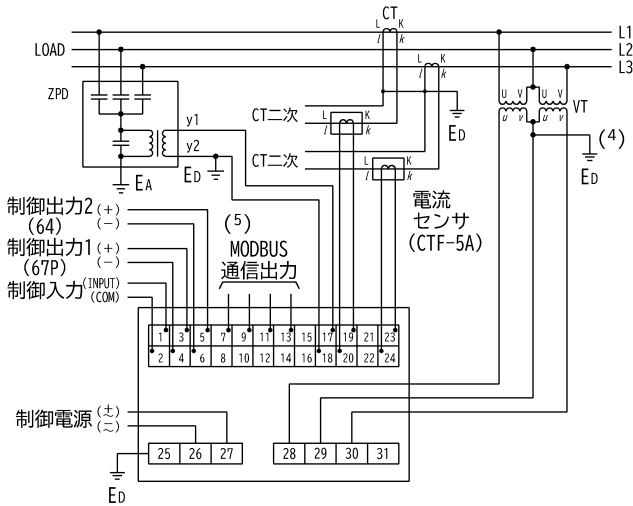 CT
L K
L1
l k
LOAD
L2
L K
L3
l k
ZPD
U V U V
VT
u v u v
CT二次
L K
l k
y1
(4)
ED
y2
CT二次
L K
l k
ED
EA
ED
電流
センサ
(CTF-5A)
制御出力2 (+)
(64) (−)
(5)
MODBUS
通信出力
制御出力1 (+)
(67P) (−)
制御入力 (INPUT)
(COM)
1 3 5 7 9 11 13 15 17 19 21 23
2 4 6 8 10 12 14 16 18 20 22 24
制御電源 (±)
(∼)
(−)
(∼)
25 26 27 28 29 30 31
ED